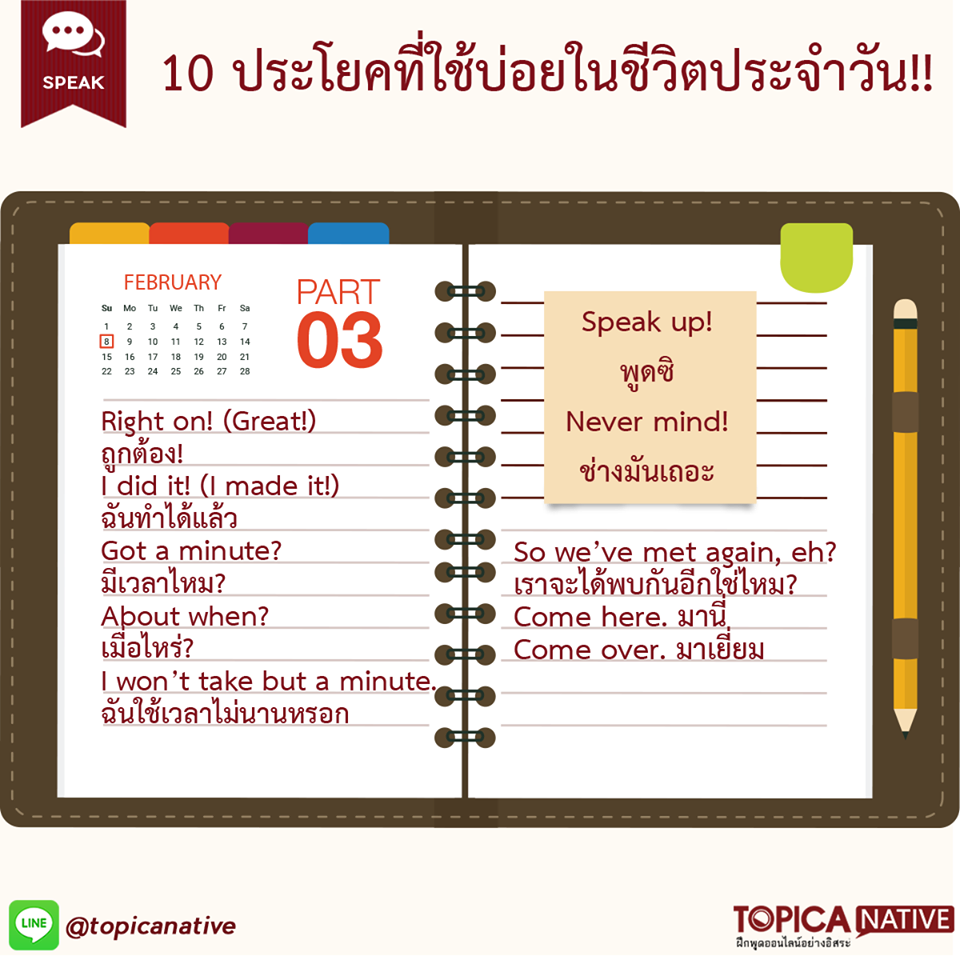 SPEAK
10 ประโยคที่ใช้บ่อยในชีวิตประจำวัน!!
FEBRUARY
Su Mo Tu We Th Fr Sa
1 2 3 4 5 6 7
8 9 10 11 12 13 14
15 16 17 18 19 20 21
22 23 24 25 26 27 28
PART
03
Right on! (Great!)
ถูกต้อง!
I did it! (I made it!)
ฉันทำได้แล้ว
Got a minute?
มีเวลาไหม?
About when?
เมื่อไหร่?
I won't take but a minute.
ฉันใช้เวลาไม่นานหรอก
Speak up!
พูดซิ
Never mind!
ช่างมันเถอะ
So we've met again, eh?
เราจะได้พบกันอีกใช่ไหม?
Come here. มานี่
Come over. มาเยี่ยม
LINE
@topicanative
TOPICA NATIVE
ฝึกพูดออนไลน์อย่างอิสระ